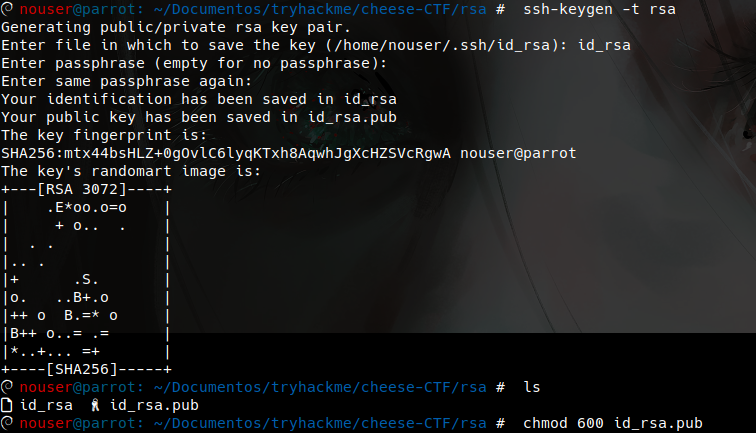 nouser@parrot: ~/Documentos/tryhackme/cheese-CTF/rsa #  ssh-keygen -t rsa
Generating public/private rsa key pair.
Enter file in which to save the key (/home/nouser/.ssh/id_rsa): id_rsa
Enter passphrase (empty for no passphrase):
Enter same passphrase again:
Your identification has been saved in id_rsa
Your public key has been saved in id_rsa.pub
The key fingerprint is:
SHA256:mtx44bsHLZ+0gOvlC6lyqKTxh8AqwhJgXcHZSVcRgwA nouser@parrot
The key's randomart image is:
+---[RSA 3072]----+
|    .E*oo.o=o    |
|     + o..  .    |
|  . .            |
|.. .             |
|+      .S.       |
|o.   ..B+.o      |
|++ o  B.=* o     |
|B++ o..= .=      |
|*..+... =+       |
+----[SHA256]-----+
nouser@parrot: ~/Documentos/tryhackme/cheese-CTF/rsa #  ls
id_rsa  id_rsa.pub
nouser@parrot: ~/Documentos/tryhackme/cheese-CTF/rsa #  chmod 600 id_rsa.pub